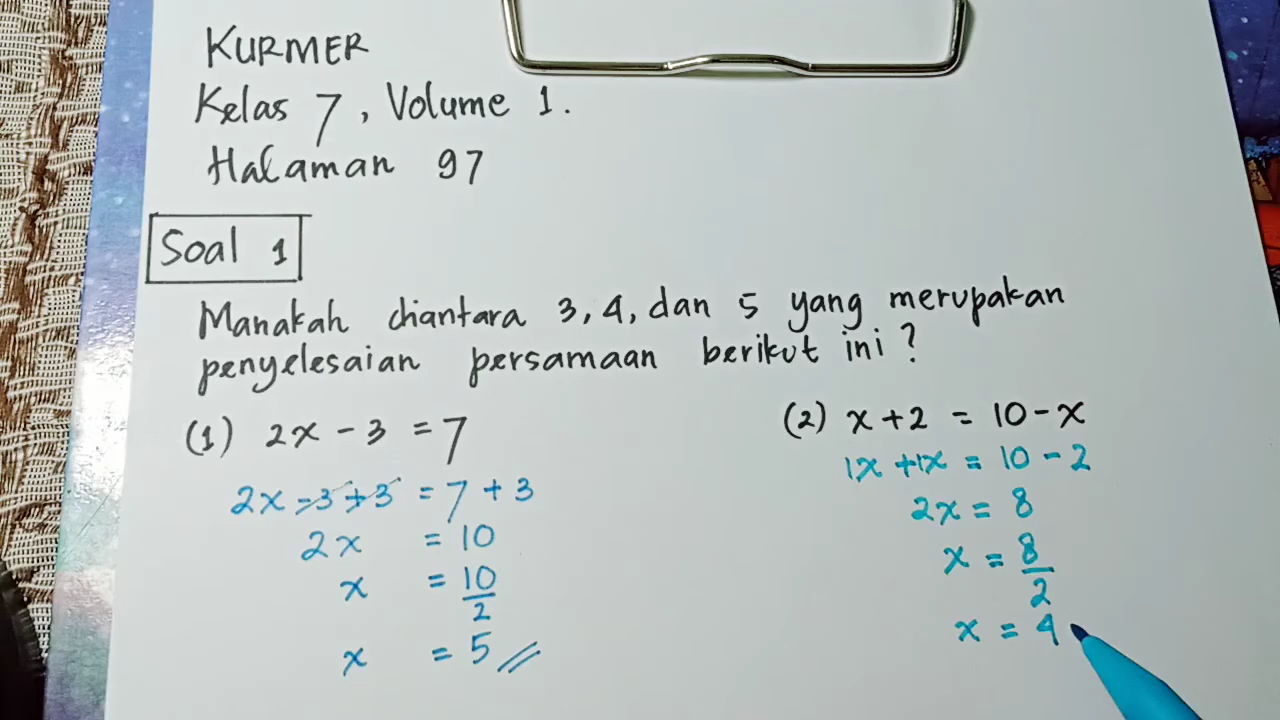 KURMER
Kelas 7, Volume 1.
Halaman 97
Soal 1
Manakah diantara 3, 4, dan 5 yang merupakan
penyelesaian persamaan berikut ini?
(1) 2x - 3 = 7
2x - 3 + 3 = 7 + 3
2x = 10
x = 10/2
x = 5 //
(2) x + 2 = 10 - x
1x + 1x = 10 - 2
2x = 8
x = 8/2
x = 4